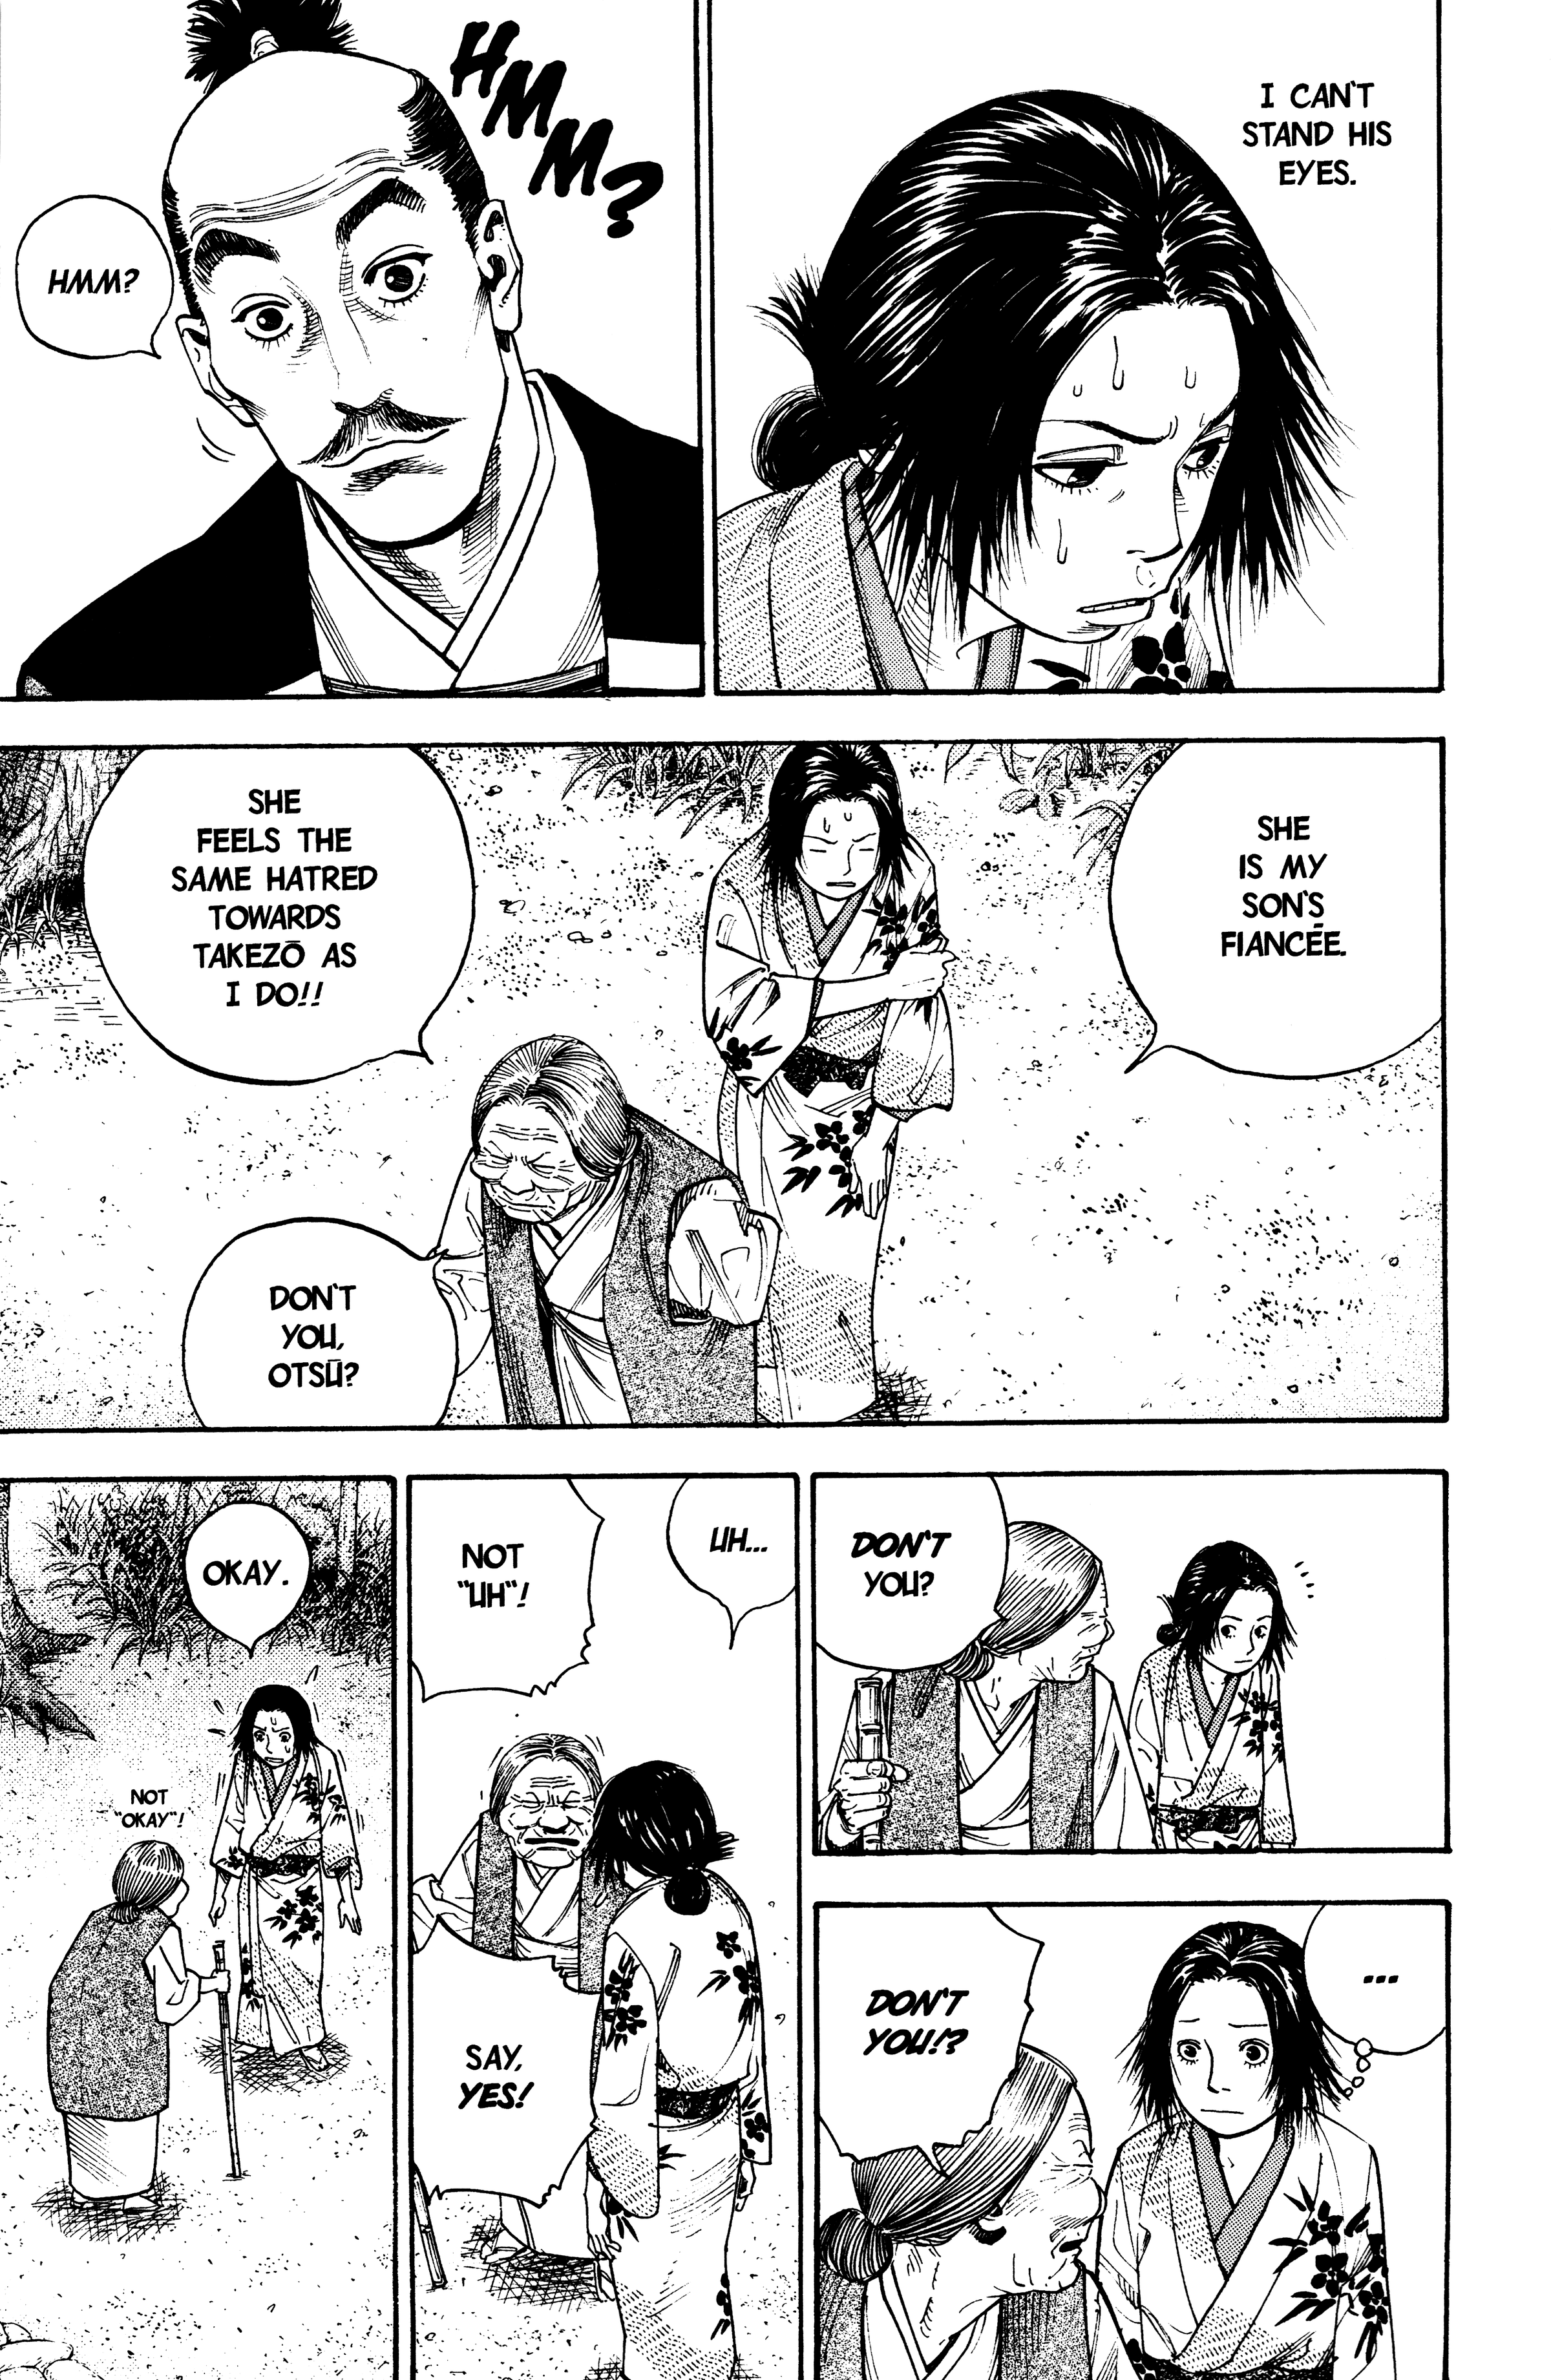 I CAN'T
STAND HIS
EYES.
HMM?
HMM?
SHE
IS MY
SON'S
FIANCÉE.
SHE
FEELS THE
SAME HATRED
TOWARDS
TAKEZŌ AS
I DO!!
DON'T
YOU,
OTSŪ?
DON'T
YOU?
...
DON'T
YOU!?
UH...
NOT
"UH"!
SAY,
YES!
OKAY.
NOT
"OKAY"!